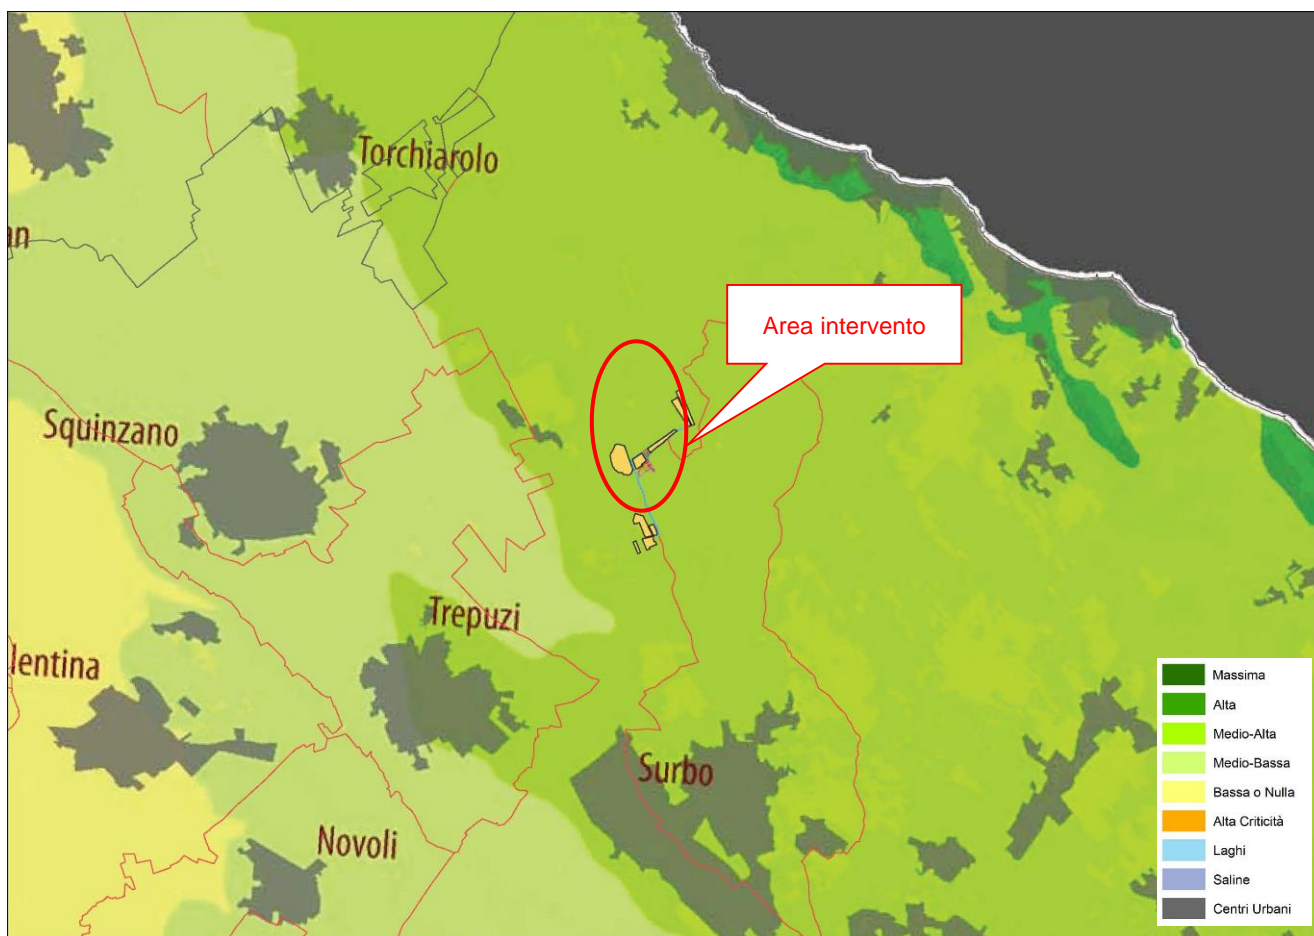 Torchiarolo
an
Area intervento
Squinzano
Trepuzi
lentina
Surbo
Novoli
Massima
Alta
Medio-Alta
Medio-Bassa
Bassa o Nulla
Alta Criticità
Laghi
Saline
Centri Urbani